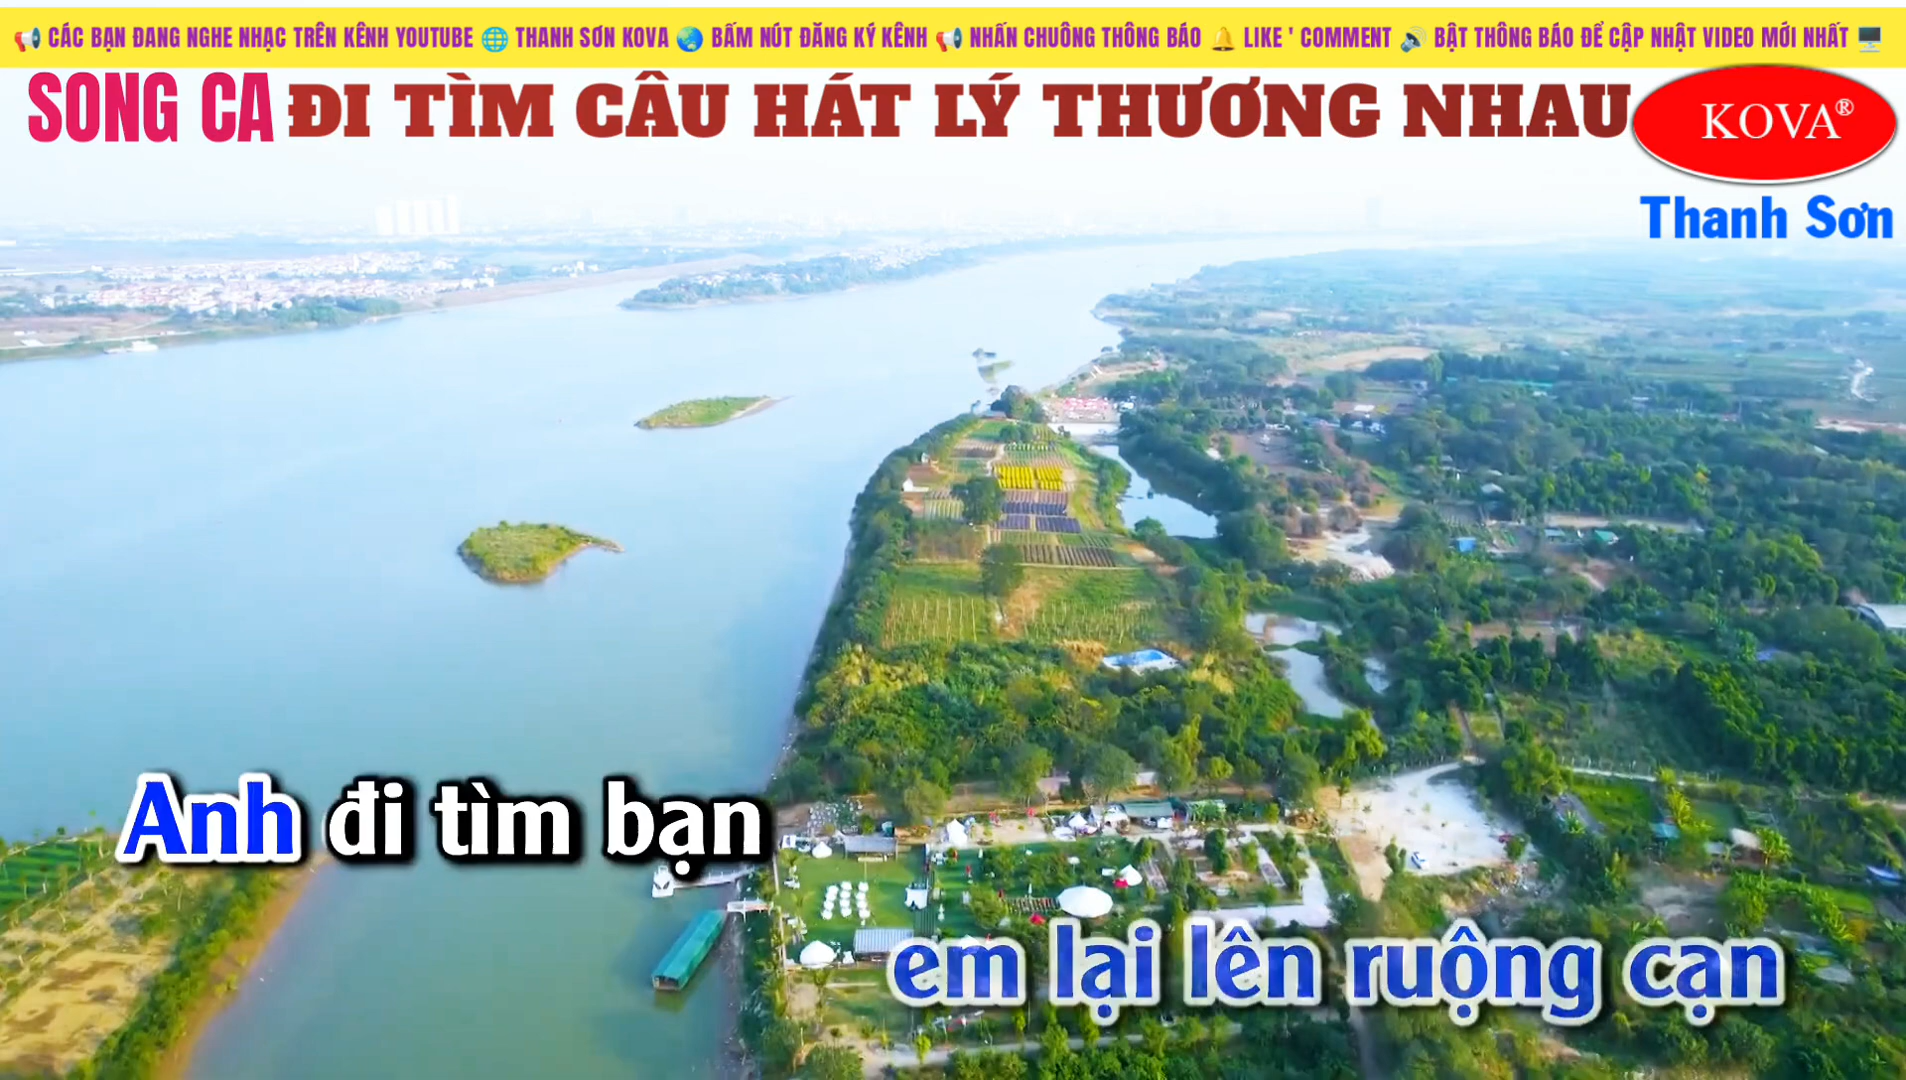 📢 CÁC BẠN ĐANG NGHE NHẠC TRÊN KÊNH YOUTUBE 🌐 THANH SƠN KOVA 🌏 BẤM NÚT ĐĂNG KÝ KÊNH 📢 NHẤN CHUÔNG THÔNG BÁO 🔔 LIKE ' COMMENT 🔊 BẬT THÔNG BÁO ĐỂ CẬP NHẬT VIDEO MỚI NHẤT 🖥️
SONG CA ĐI TÌM CÂU HÁT LÝ THƯƠNG NHAU
KOVA®
Thanh Sơn
Anh đi tìm bạn
em lại lên ruộng cạn